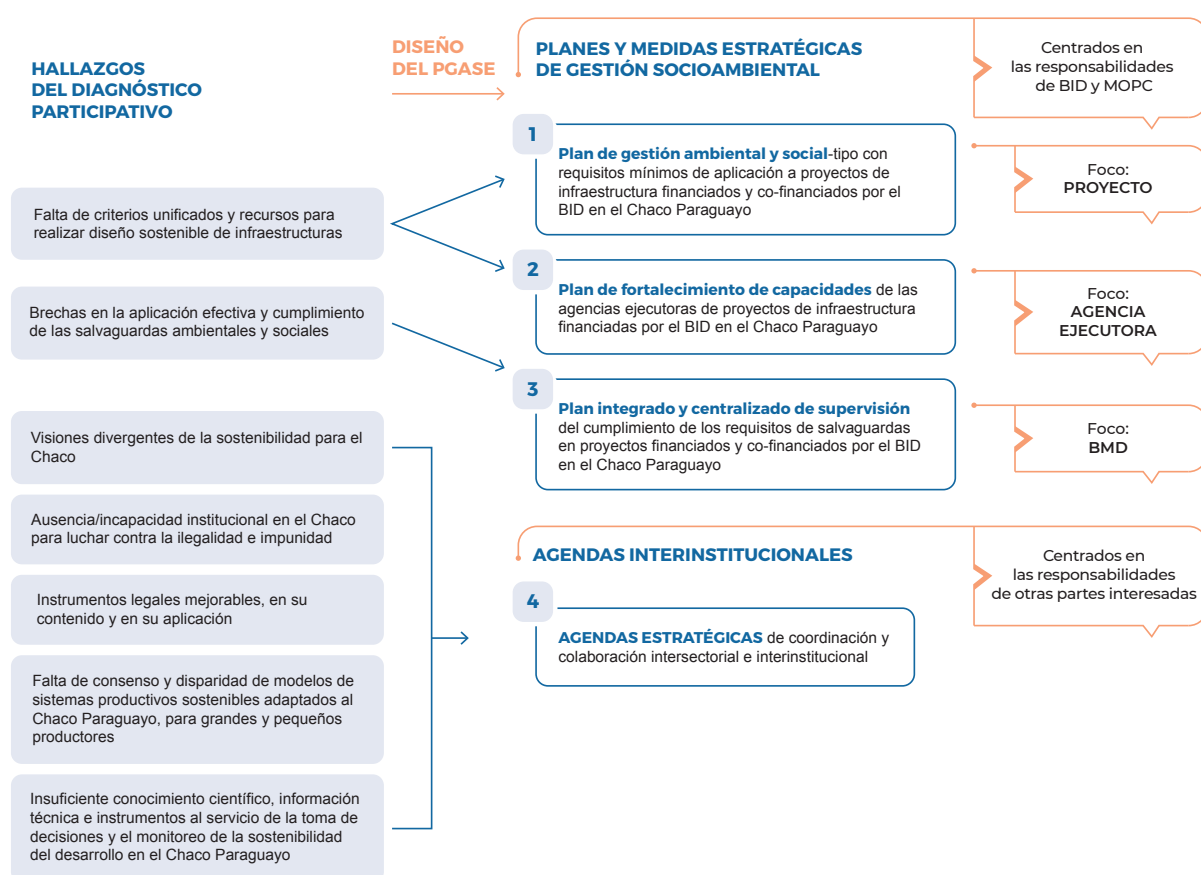 HALLAZGOS
DEL DIAGNÓSTICO
PARTICIPATIVO
Falta de criterios unificados y recursos para
realizar diseño sostenible de infraestructuras
Brechas en la aplicación efectiva y cumplimiento
de las salvaguardas ambientales y sociales
Visiones divergentes de la sostenibilidad para el
Chaco
Ausencia/incapacidad institucional en el Chaco
para luchar contra la ilegalidad e impunidad
Instrumentos legales mejorables, en su
contenido y en su aplicación
Falta de consenso y disparidad de modelos de
sistemas productivos sostenibles adaptados al
Chaco Paraguayo, para grandes y pequeños
productores
Insuficiente conocimiento científico, información
técnica e instrumentos al servicio de la toma de
decisiones y el monitoreo de la sostenibilidad
del desarrollo en el Chaco Paraguayo
DISEÑO
DEL PGASE
PLANES Y MEDIDAS ESTRATÉGICAS
DE GESTIÓN SOCIOAMBIENTAL
Centrados en
las responsabilidades
de BID y MOPC
1
Plan de gestión ambiental y social-tipo con
requisitos mínimos de aplicación a proyectos de
infraestructura financiados y co-financiados por el
BID en el Chaco Paraguayo
Foco:
PROYECTO
2
Plan de fortalecimiento de capacidades de las
agencias ejecutoras de proyectos de infraestructura
financiadas por el BID en el Chaco Paraguayo
Foco:
AGENCIA
EJECUTORA
3
Plan integrado y centralizado de supervisión
del cumplimiento de los requisitos de salvaguardas
en proyectos financiados y co-financiados por el BID
en el Chaco Paraguayo
Foco:
BMD
AGENDAS INTERINSTITUCIONALES
Centrados en
las responsabilidades
de otras partes interesadas
4
AGENDAS ESTRATÉGICAS de coordinación y
colaboración intersectorial e interinstitucional